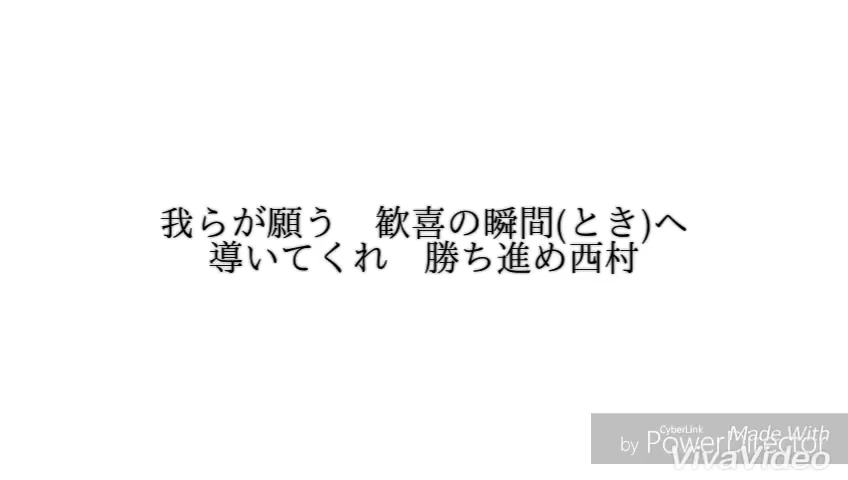 我らが願う　歓喜の瞬間(とき)へ
導いてくれ　勝ち進め西村
CyberLink
by PowerDirector
Made With
VivaVideo